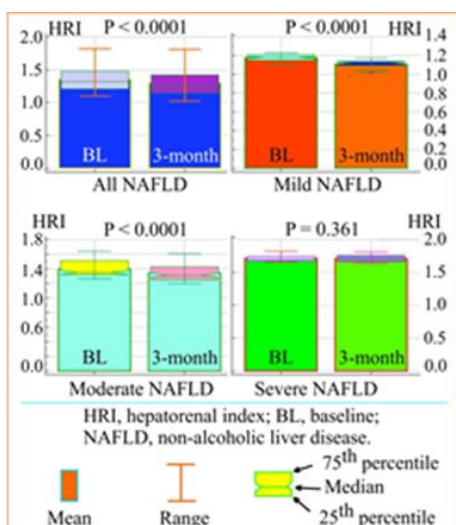 HRI P < 0.0001 P < 0.0001 HRI
2.0
1.5
1.0
0.5
0.0
1.4
1.2
1.0
0.8
0.6
0.4
0.2
0.0
BL 3-month BL 3-month
All NAFLD Mild NAFLD
HRI P < 0.0001 P = 0.361 HRI
1.8
1.4
1.0
0.6
0.0
2.0
1.5
1.0
0.5
0.0
BL 3-month BL 3-month
Moderate NAFLD Severe NAFLD
HRI, hepatorenal index; BL, baseline;
NAFLD, non-alcoholic liver disease.
75th percentile
Median
25th percentile
Mean Range